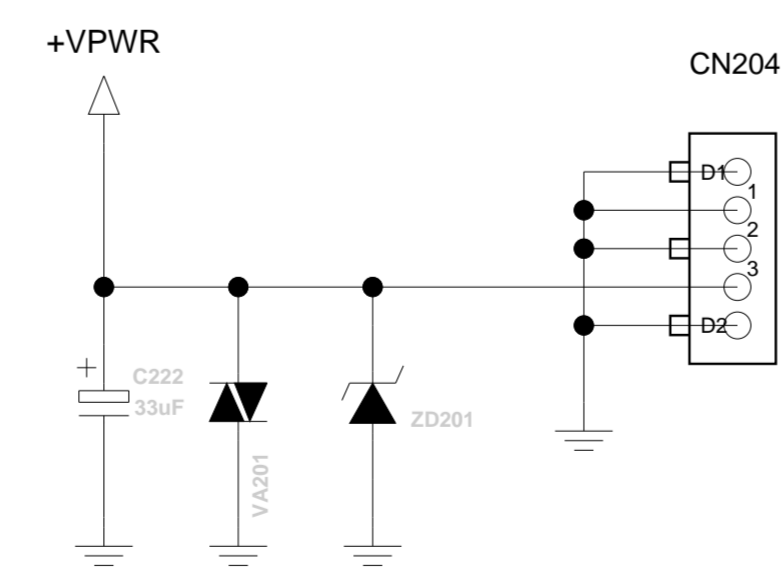 +VPWR
CN204
D1
1
2
3
D2
+
C222
33uF
VA201
ZD201